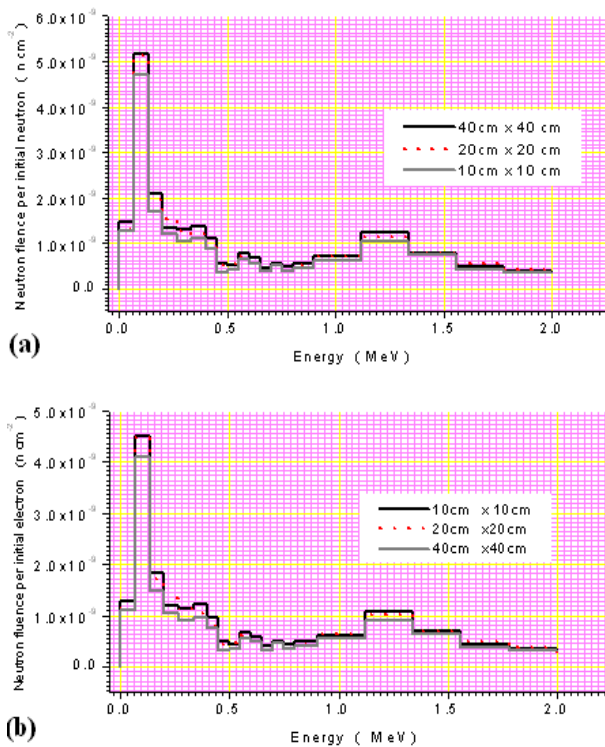 Neutron flence per initial neutron ( n cm-2 )
6.0x10-9
5.0x10-9
4.0x10-9
3.0x10-9
2.0x10-9
1.0x10-9
0.0
40cm x 40 cm
20cm x 20 cm
10cm x 10 cm
0.0 0.5 1.0 1.5 2.0
Energy ( MeV )
(a)
Neutron fluence per initial electron (n cm-2
5.0x10-9
4.0x10-9
3.0x10-9
2.0x10-9
1.0x10-9
0.0
10cm x10cm
20cm x20cm
40cm x40cm
0.0 0.5 1.0 1.5 2.0
Energy ( MeV )
(b)